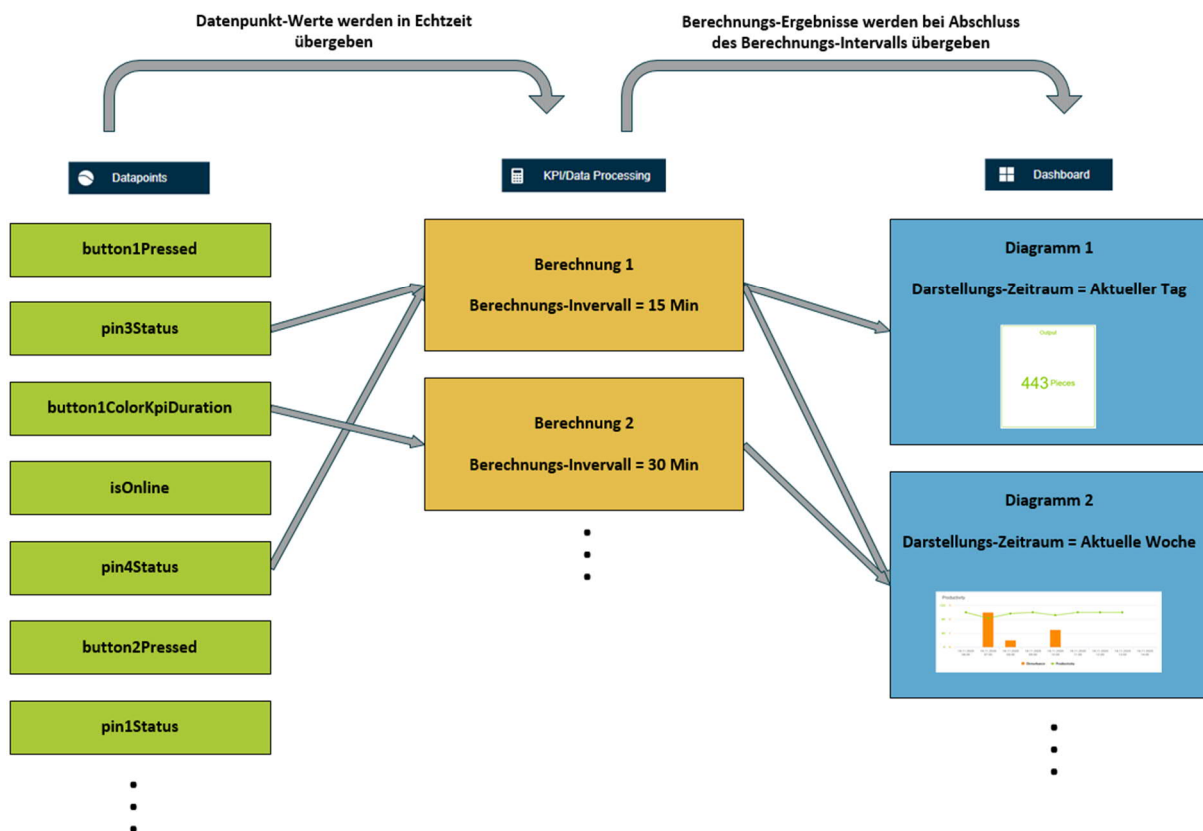 Datenpunkt-Werte werden in Echtzeit
übergeben
Berechnungs-Ergebnisse werden bei Abschluss
des Berechnungs-Intervalls übergeben
Datapoints
KPI/Data Processing
Dashboard
button1Pressed
pin3Status
button1ColorKpiDuration
isOnline
pin4Status
button2Pressed
pin1Status
Berechnung 1
Berechnungs-Invervall = 15 Min
Berechnung 2
Berechnungs-Invervall = 30 Min
Diagramm 1
Darstellungs-Zeitraum = Aktueller Tag
Output
443 Pieces
Diagramm 2
Darstellungs-Zeitraum = Aktuelle Woche
Productivity